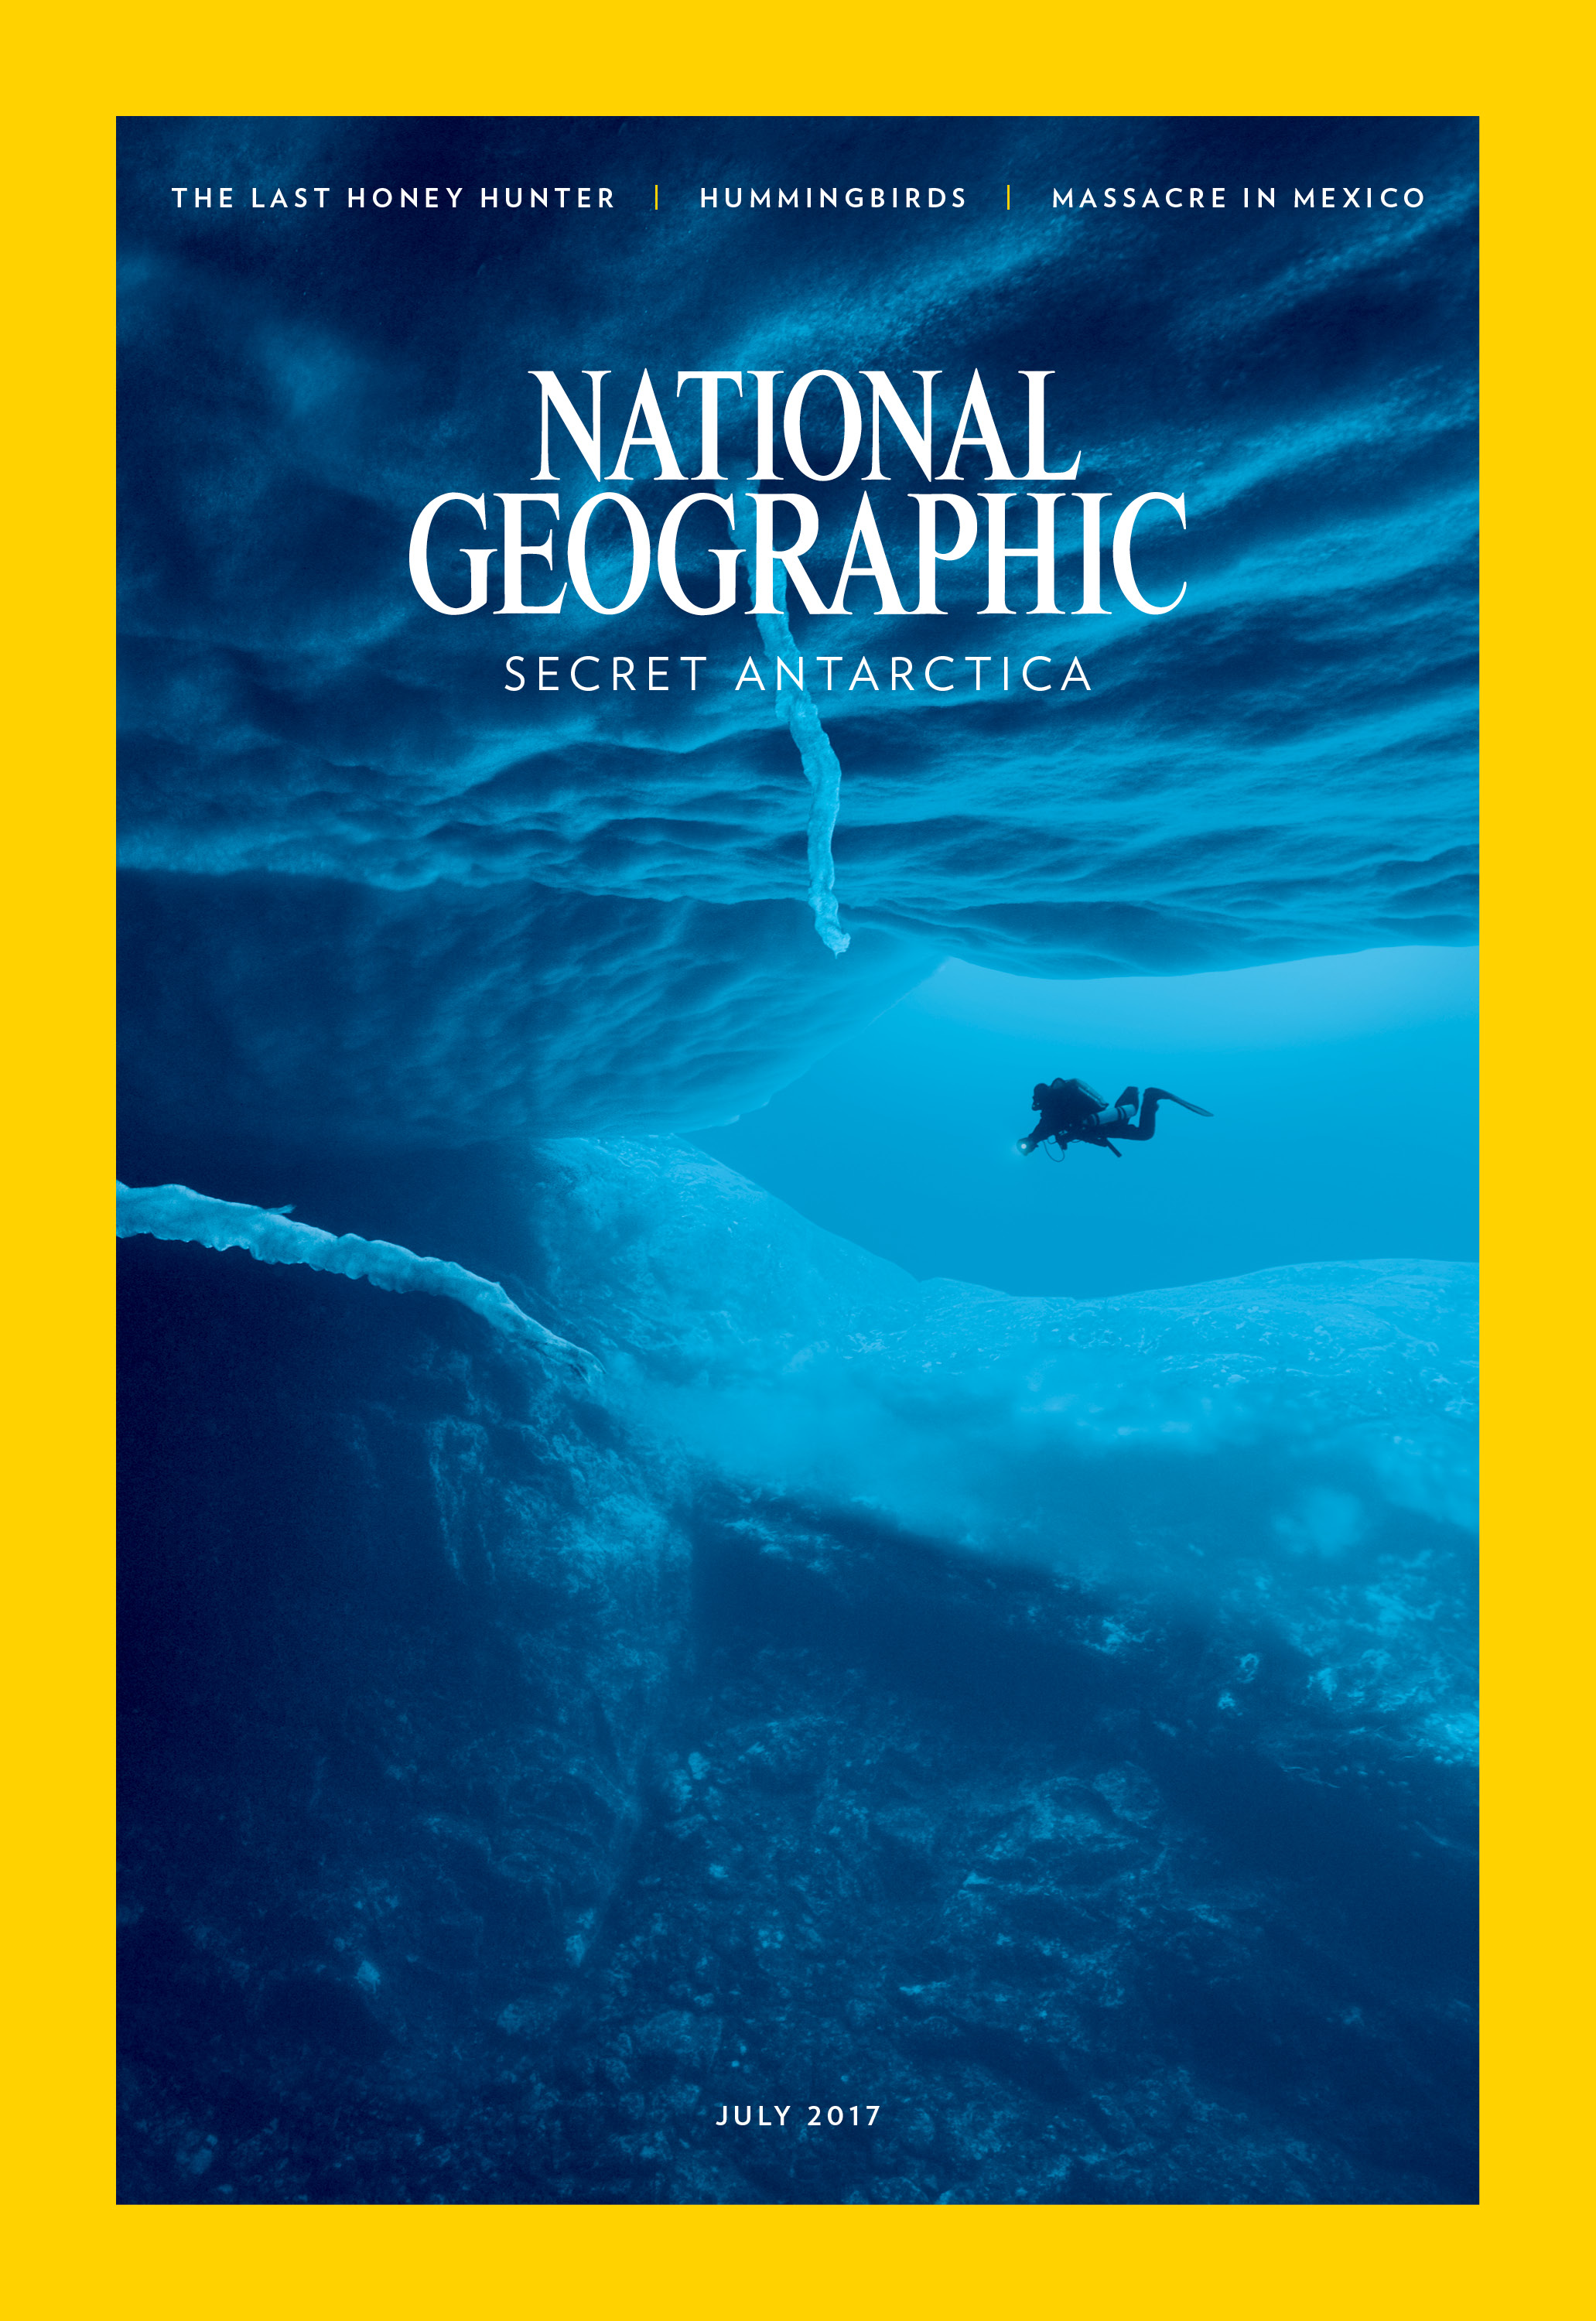 THE LAST HONEY HUNTER | HUMMINGBIRDS | MASSACRE IN MEXICO
NATIONAL
GEOGRAPHIC
SECRET ANTARCTICA
JULY 2017